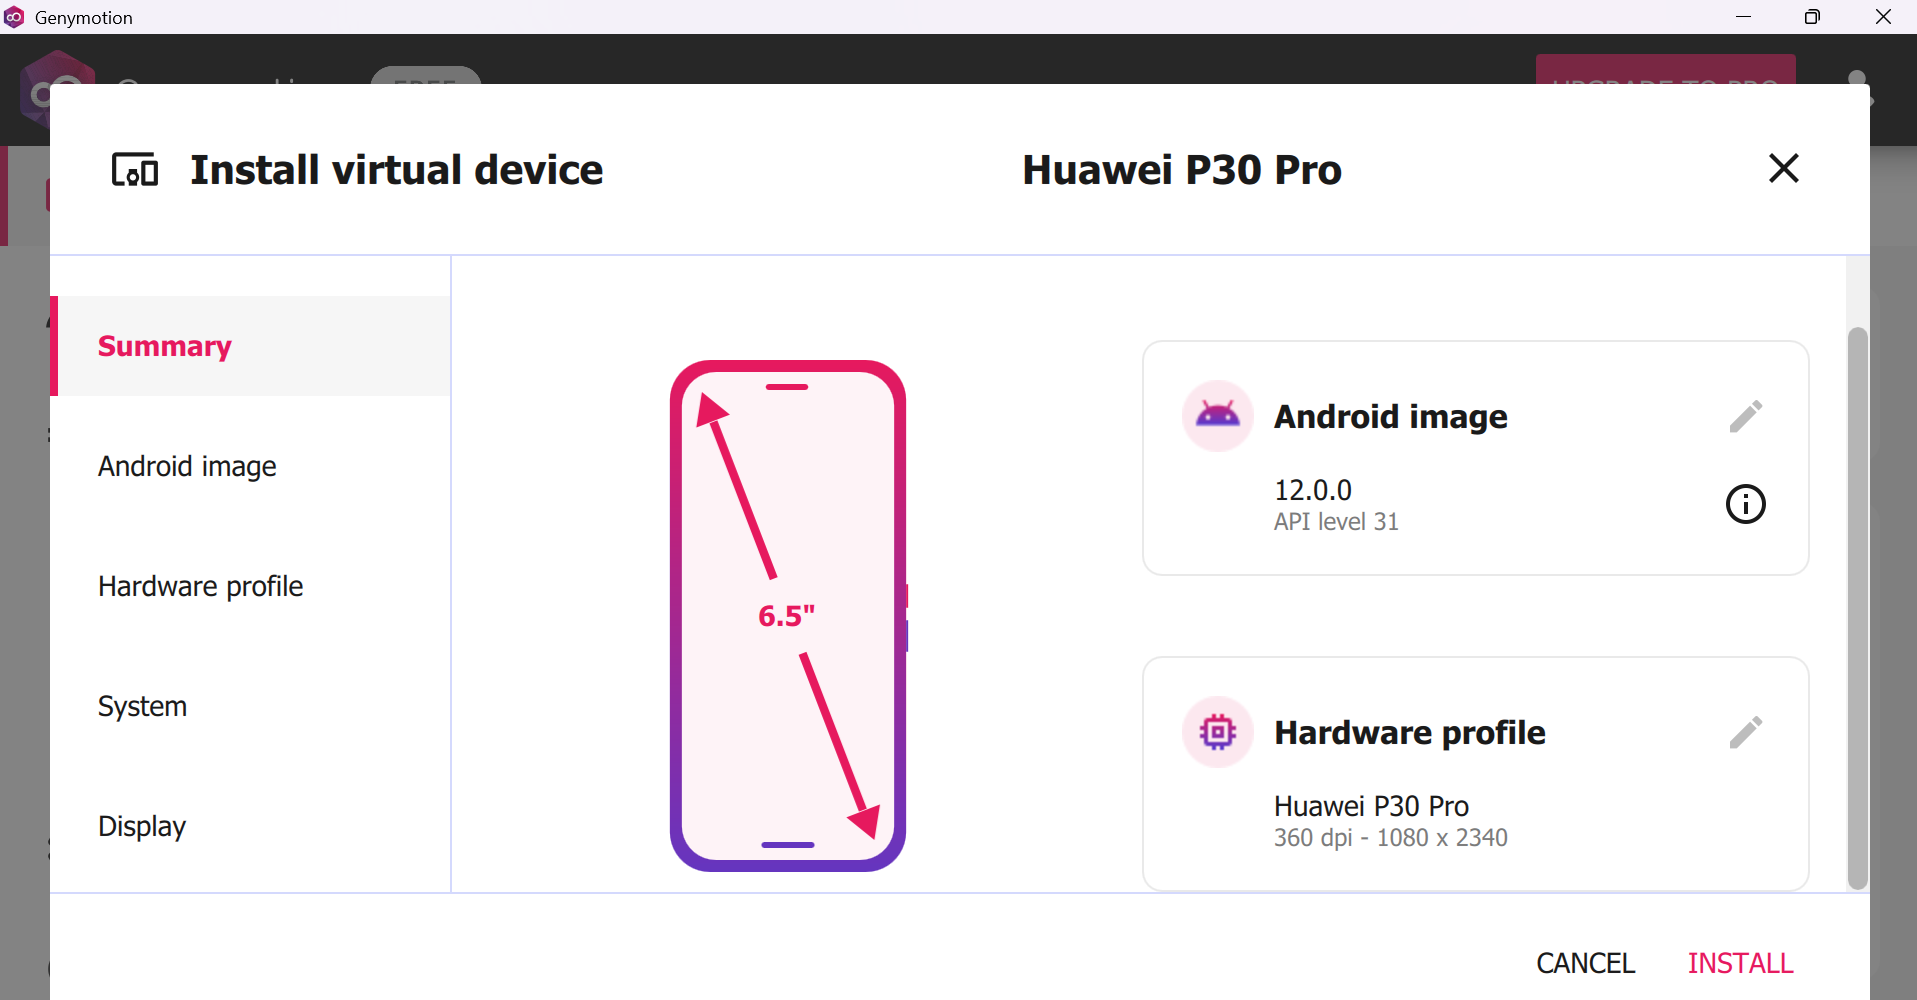 Genymotion
Install virtual device
Huawei P30 Pro
Summary
Android image
Hardware profile
System
Display
6.5"
Android image
12.0.0
API level 31
Hardware profile
Huawei P30 Pro
360 dpi - 1080 x 2340
CANCEL
INSTALL